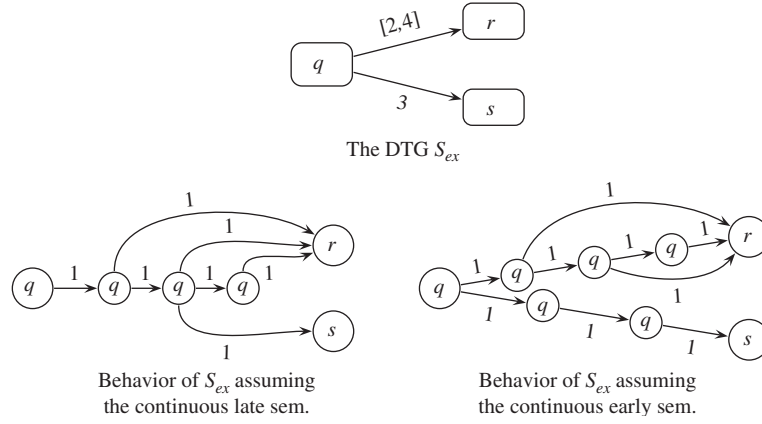 [2,4]
r
q
3
s
The DTG S_ex
1
1
r
q 1 q 1 q 1 q 1
s
1
Behavior of S_ex assuming
the continuous late sem.
1
1 q 1 q 1 q 1 r
q
1
1 q 1 q 1 s
Behavior of S_ex assuming
the continuous early sem.